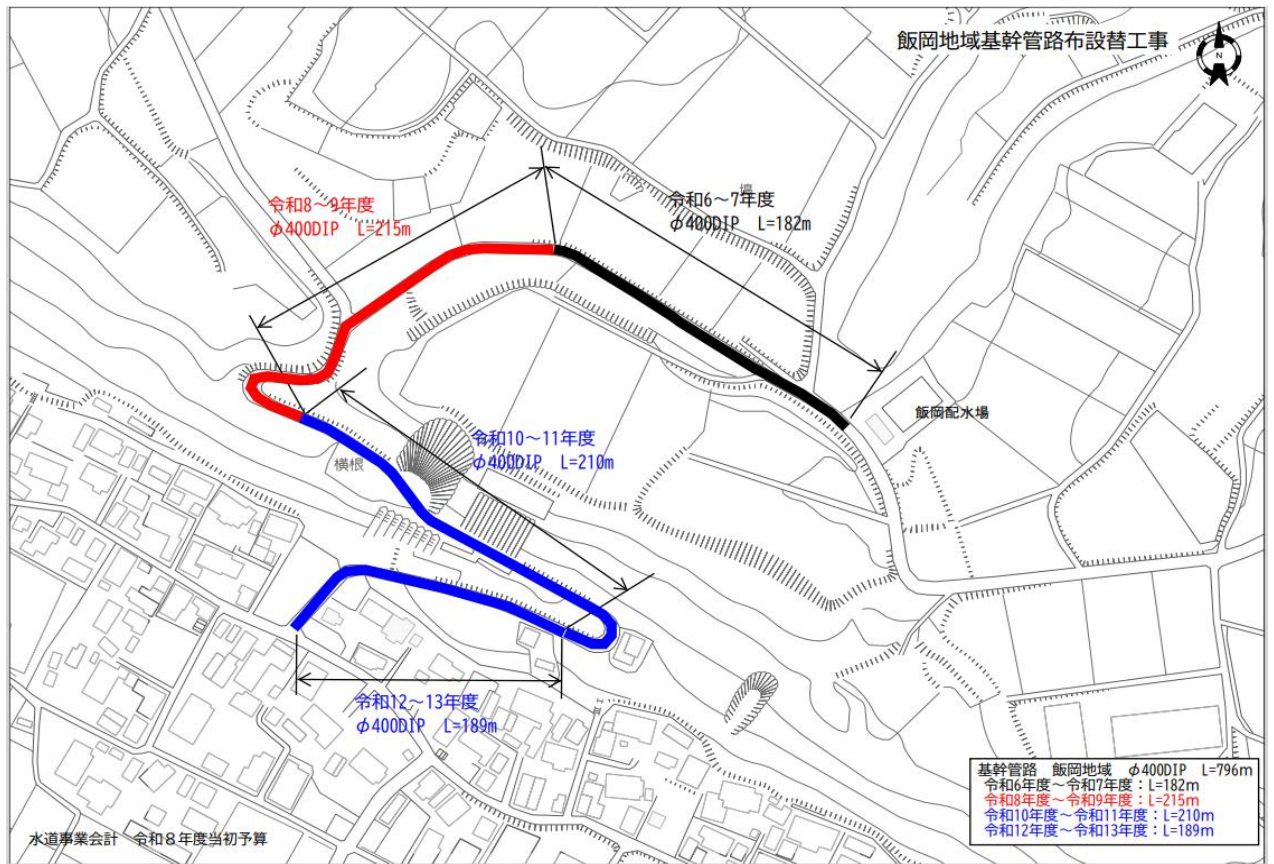 飯岡地域基幹管路布設替工事
N
令和8～9年度
φ400DIP L=215m
令和6～7年度
φ400DIP L=182m
塙
飯岡配水場
令和10～11年度
φ400DIP L=210m
横根
令和12～13年度
φ400DIP L=189m
基幹管路 飯岡地域 φ400DIP L=796m
令和6年度～令和7年度：L=182m
令和8年度～令和9年度：L=215m
令和10年度～令和11年度：L=210m
令和12年度～令和13年度：L=189m
水道事業会計 令和８年度当初予算